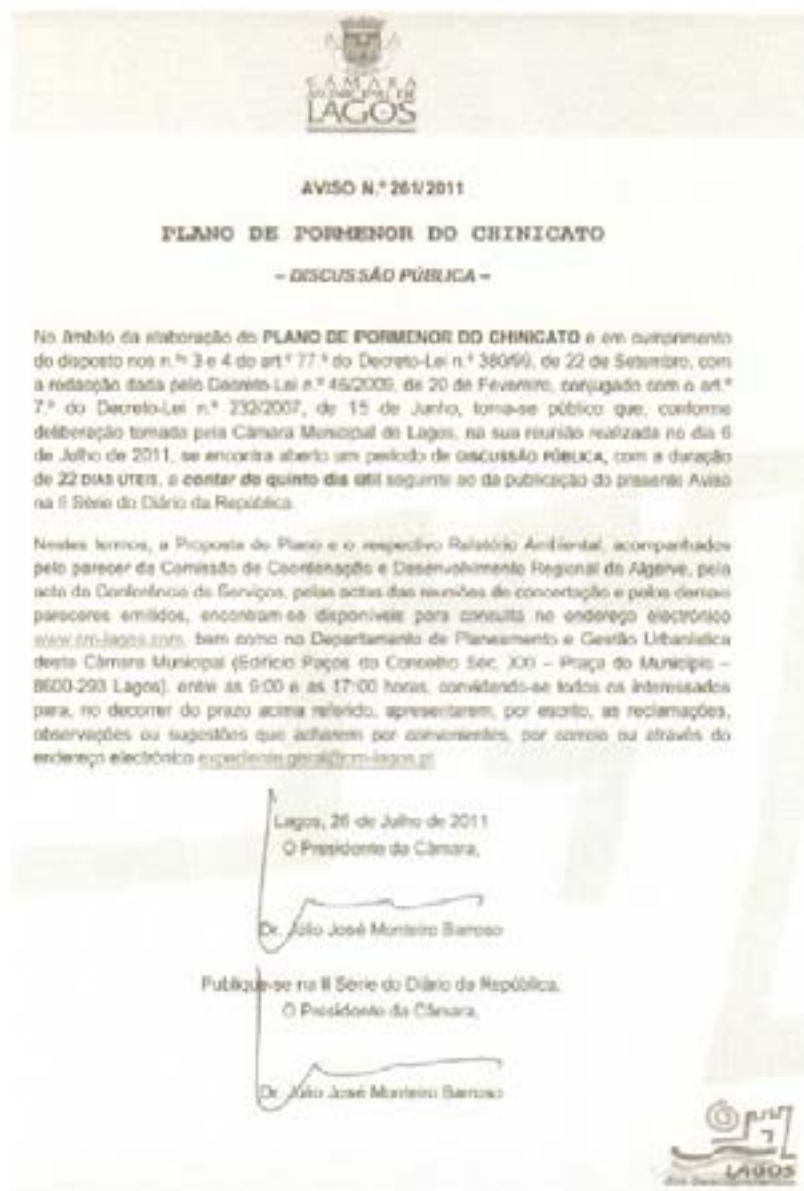 CÂMARA
MUNICIPAL DE
LAGOS
AVISO N.º 261/2011
PLANO DE PORMENOR DO CHINICATO
– DISCUSSÃO PÚBLICA –
No âmbito da elaboração do PLANO DE PORMENOR DO CHINICATO e em cumprimento
do disposto nos n.ºs 3 e 4 do art.º 77.º do Decreto-Lei n.º 380/99, de 22 de Setembro, com
a redacção dada pelo Decreto-Lei n.º 46/2009, de 20 de Fevereiro, conjugado com o art.º
7.º do Decreto-Lei n.º 232/2007, de 15 de Junho, torna-se público que, conforme
deliberação tomada pela Câmara Municipal de Lagos, na sua reunião realizada no dia 6
de Julho de 2011, se encontra aberto um período de DISCUSSÃO PÚBLICA, com a duração
de 22 DIAS ÚTEIS, a contar do quinto dia útil seguinte ao da publicação do presente Aviso
na II Série do Diário da República.
Nestes termos, a Proposta do Plano e o respectivo Relatório Ambiental, acompanhados
pelo parecer da Comissão de Coordenação e Desenvolvimento Regional do Algarve, pela
acta da Conferência de Serviços, pelas actas das reuniões de concertação e pelos demais
pareceres emitidos, encontram-se disponíveis para consulta no endereço electrónico
www.cm-lagos.com, bem como no Departamento de Planeamento e Gestão Urbanística
desta Câmara Municipal (Edifício Paços do Concelho Séc. XXI – Praça do Município –
8600-293 Lagos), entre as 9:00 e as 17:00 horas, convidando-se todos os interessados
para, no decorrer do prazo acima referido, apresentarem, por escrito, as reclamações,
observações ou sugestões que acharem por convenientes, por correio ou através do
endereço electrónico expediente.geral@cm-lagos.pt
Lagos, 26 de Julho de 2011
O Presidente da Câmara,
Dr. Júlio José Monteiro Barroso
Publique-se na II Série do Diário da República.
O Presidente da Câmara,
Dr. Júlio José Monteiro Barroso
LAGOS